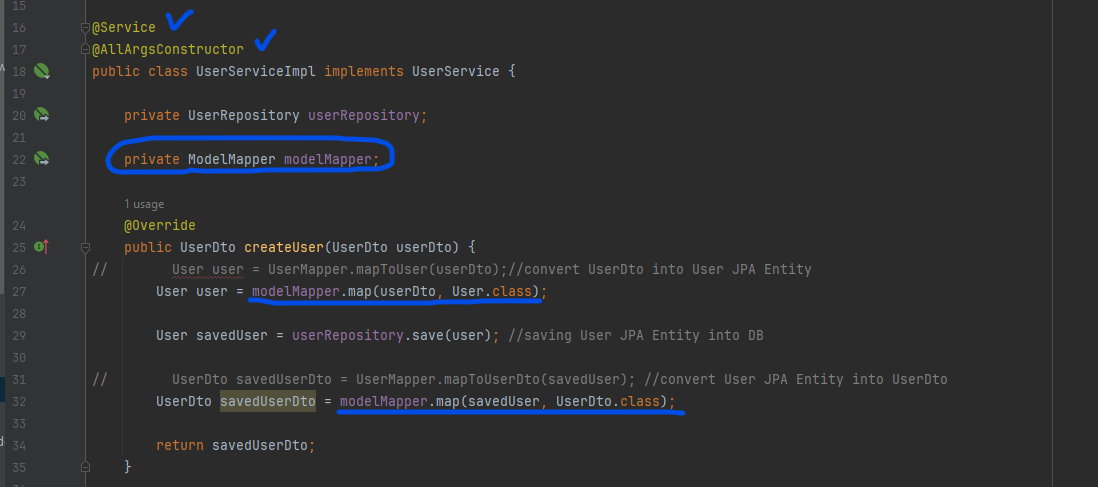 15
16 @Service
17 @AllArgsConstructor
18 public class UserServiceImpl implements UserService {
19
20 private UserRepository userRepository;
21
22 private ModelMapper modelMapper;
23
1 usage
24 @Override
25 public UserDto createUser(UserDto userDto) {
26 // User user = UserMapper.mapToUser(userDto);//convert UserDto into User JPA Entity
27 User user = modelMapper.map(userDto, User.class);
28
29 User savedUser = userRepository.save(user); //saving User JPA Entity into DB
30
31 // UserDto savedUserDto = UserMapper.mapToUserDto(savedUser); //convert User JPA Entity into UserDto
32 UserDto savedUserDto = modelMapper.map(savedUser, UserDto.class);
33
34 return savedUserDto;
35 }